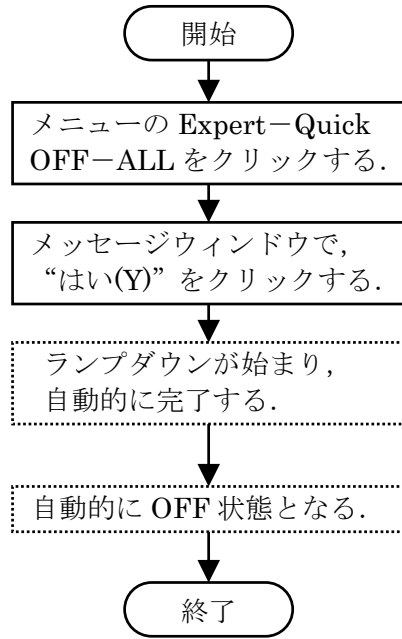 開始
メニューの Expert－Quick
OFF－ALL をクリックする．
メッセージウィンドウで，
“はい(Y)” をクリックする．
ランプダウンが始まり，
自動的に完了する．
自動的に OFF 状態となる．
終了